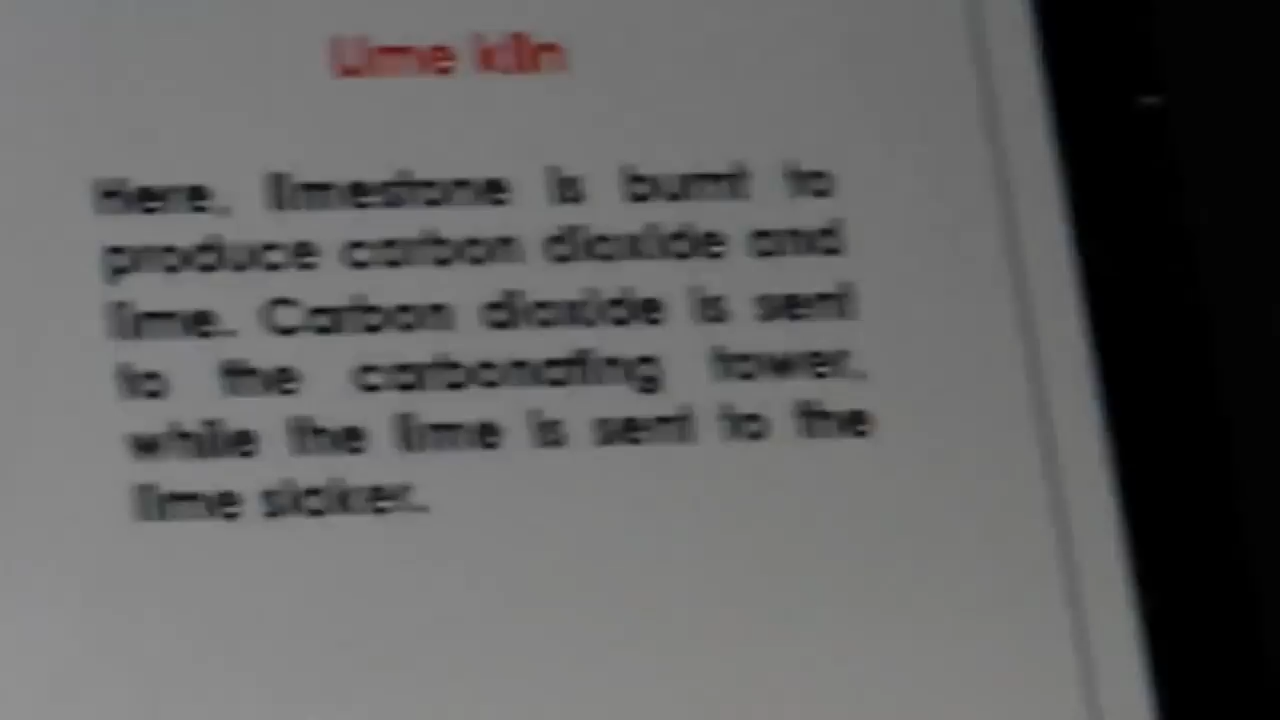 Lime kiln
Here, limestone is burnt to
produce carbon dioxide and
lime. Carbon dioxide is sent
to the carbonating tower,
while the lime is sent to the
lime slaker.